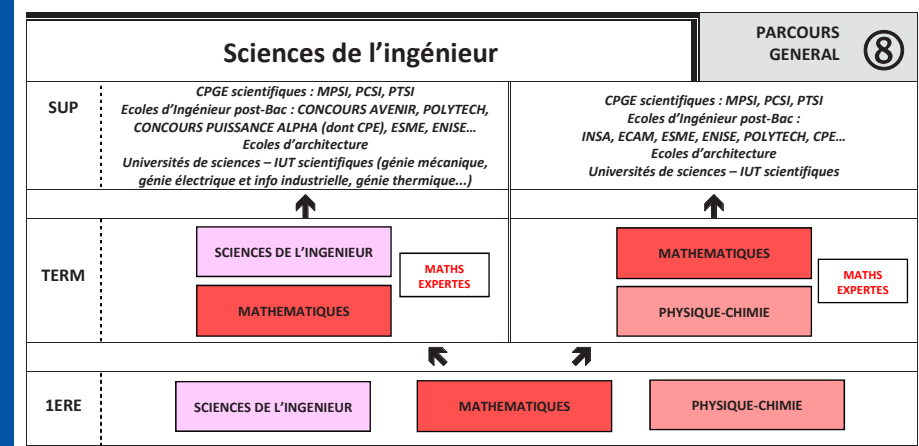 Sciences de l'ingénieur
PARCOURS
GENERAL
⑧
SUP
CPGE scientifiques : MPSI, PCSI, PTSI
Ecoles d'Ingénieur post-Bac : CONCOURS AVENIR, POLYTECH,
CONCOURS PUISSANCE ALPHA (dont CPE), ESME, ENISE…
Ecoles d'architecture
Universités de sciences – IUT scientifiques (génie mécanique,
génie électrique et info industrielle, génie thermique...)
CPGE scientifiques : MPSI, PCSI, PTSI
Ecoles d'Ingénieur post-Bac :
INSA, ECAM, ESME, ENISE, POLYTECH, CPE…
Ecoles d'architecture
Universités de sciences – IUT scientifiques
TERM
SCIENCES DE L'INGENIEUR
MATHEMATIQUES
MATHS
EXPERTES
MATHEMATIQUES
PHYSIQUE-CHIMIE
MATHS
EXPERTES
1ERE
SCIENCES DE L'INGENIEUR
MATHEMATIQUES
PHYSIQUE-CHIMIE